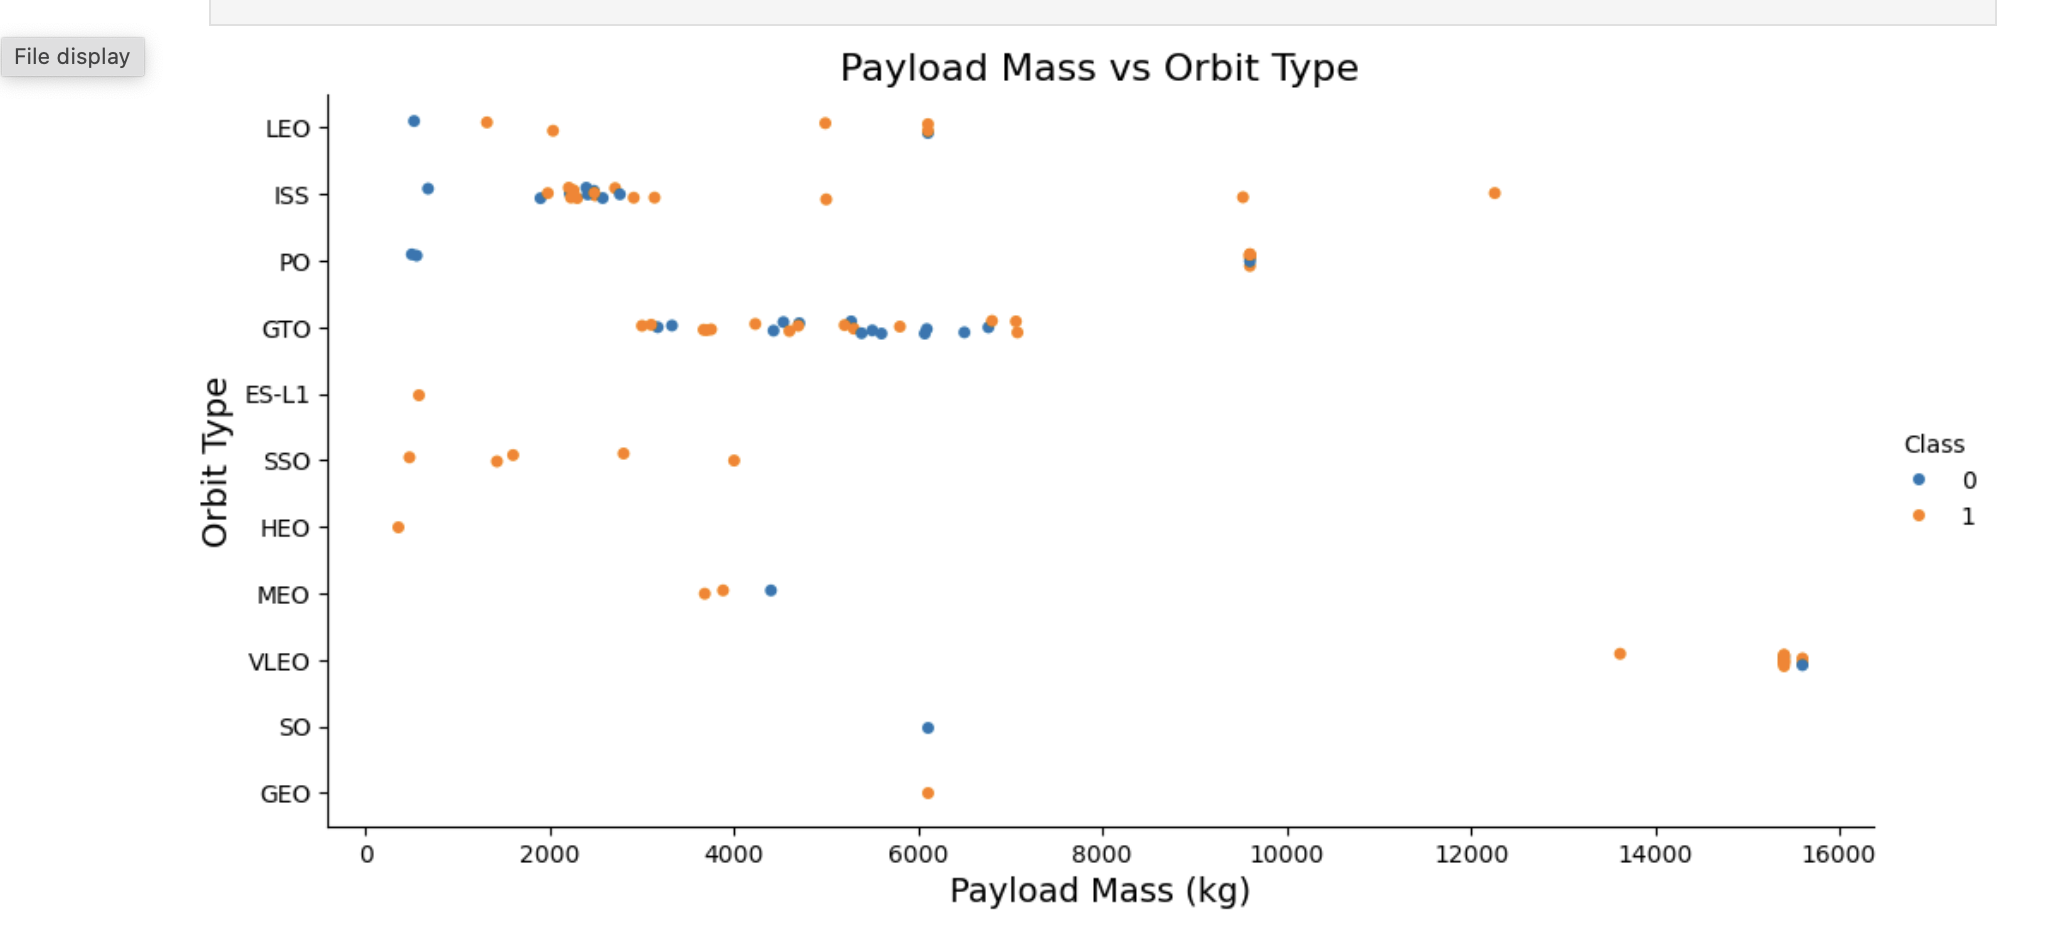 File display
Payload Mass vs Orbit Type
LEO
ISS
PO
GTO
ES-L1
SSO
HEO
MEO
VLEO
SO
GEO
Orbit Type
0 2000 4000 6000 8000 10000 12000 14000 16000
Payload Mass (kg)
Class
0
1